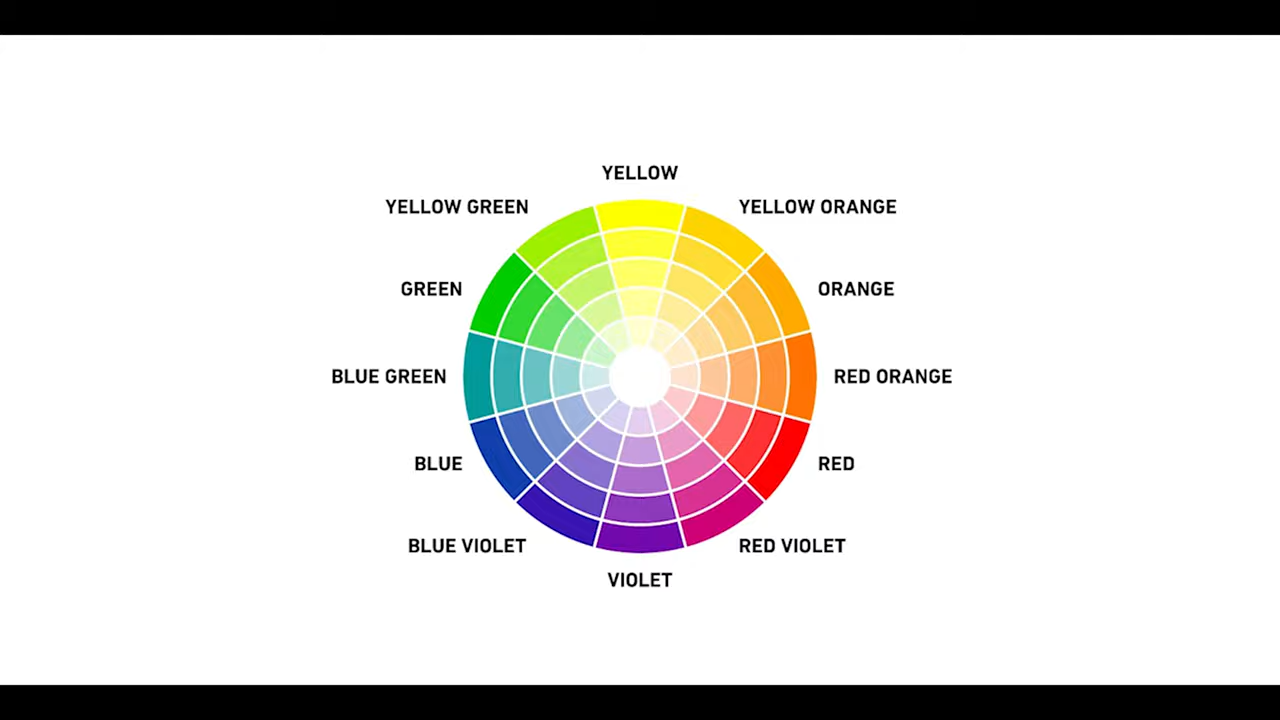 YELLOW
YELLOW GREEN
YELLOW ORANGE
GREEN
ORANGE
BLUE GREEN
RED ORANGE
BLUE
RED
BLUE VIOLET
RED VIOLET
VIOLET